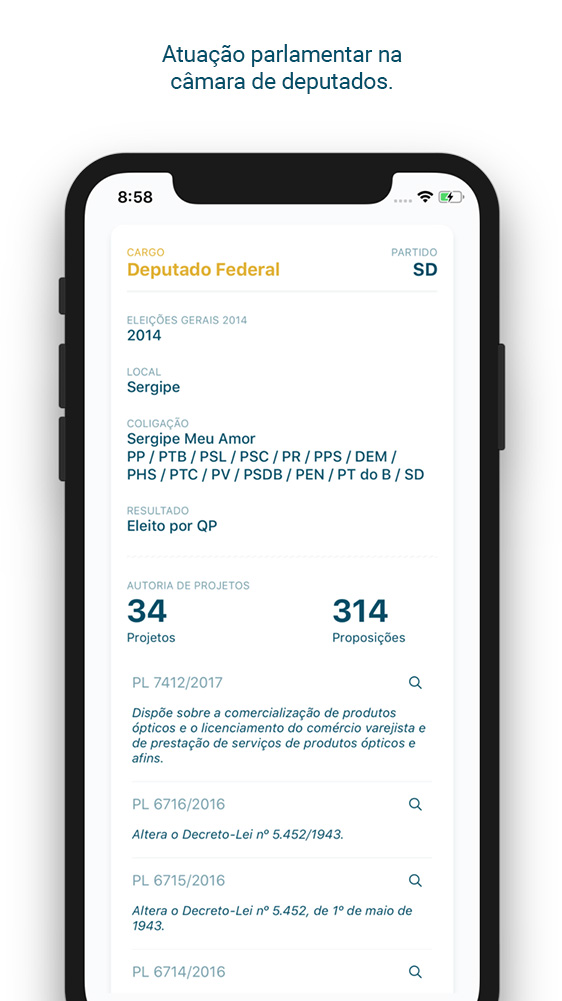 Atuação parlamentar na
câmara de deputados.
8:58
CARGO
Deputado Federal
PARTIDO
SD
ELEIÇÕES GERAIS 2014
2014
LOCAL
Sergipe
COLIGAÇÃO
Sergipe Meu Amor
PP / PTB / PSL / PSC / PR / PPS / DEM /
PHS / PTC / PV / PSDB / PEN / PT do B / SD
RESULTADO
Eleito por QP
AUTORIA DE PROJETOS
34
Projetos
314
Proposições
PL 7412/2017
Dispõe sobre a comercialização de produtos
ópticos e o licenciamento do comércio varejista e
de prestação de serviços de produtos ópticos e
afins.
PL 6716/2016
Altera o Decreto-Lei nº 5.452/1943.
PL 6715/2016
Altera o Decreto-Lei nº 5.452, de 1º de maio de
1943.
PL 6714/2016